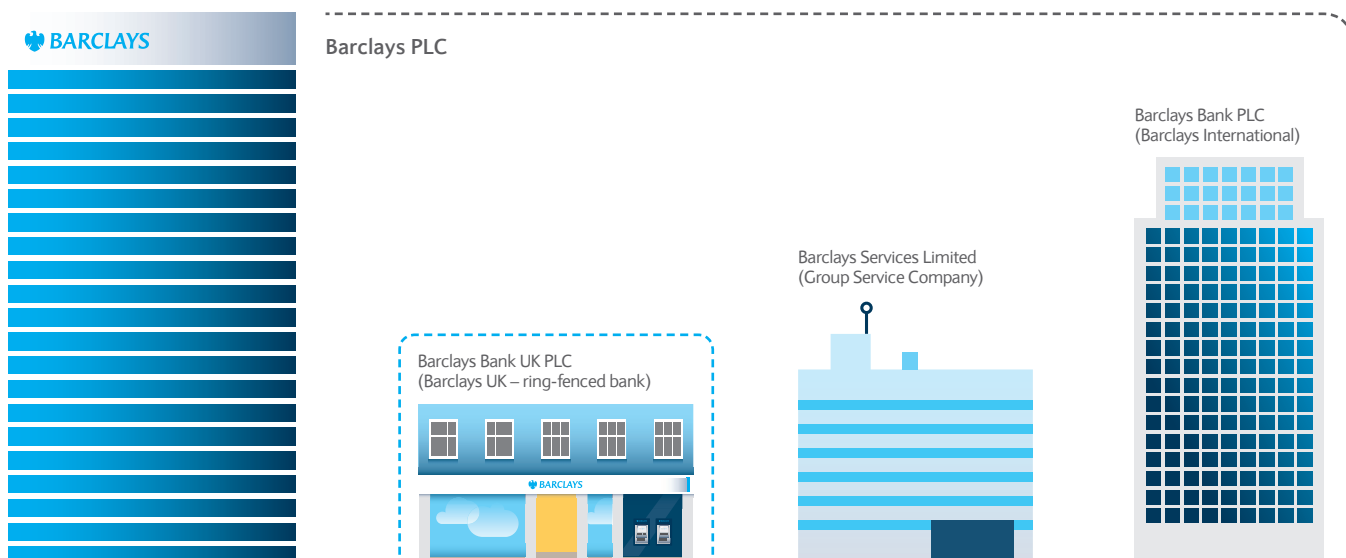 BARCLAYS
Barclays PLC
Barclays Bank PLC
(Barclays International)
Barclays Services Limited
(Group Service Company)
Barclays Bank UK PLC
(Barclays UK – ring-fenced bank)
BARCLAYS